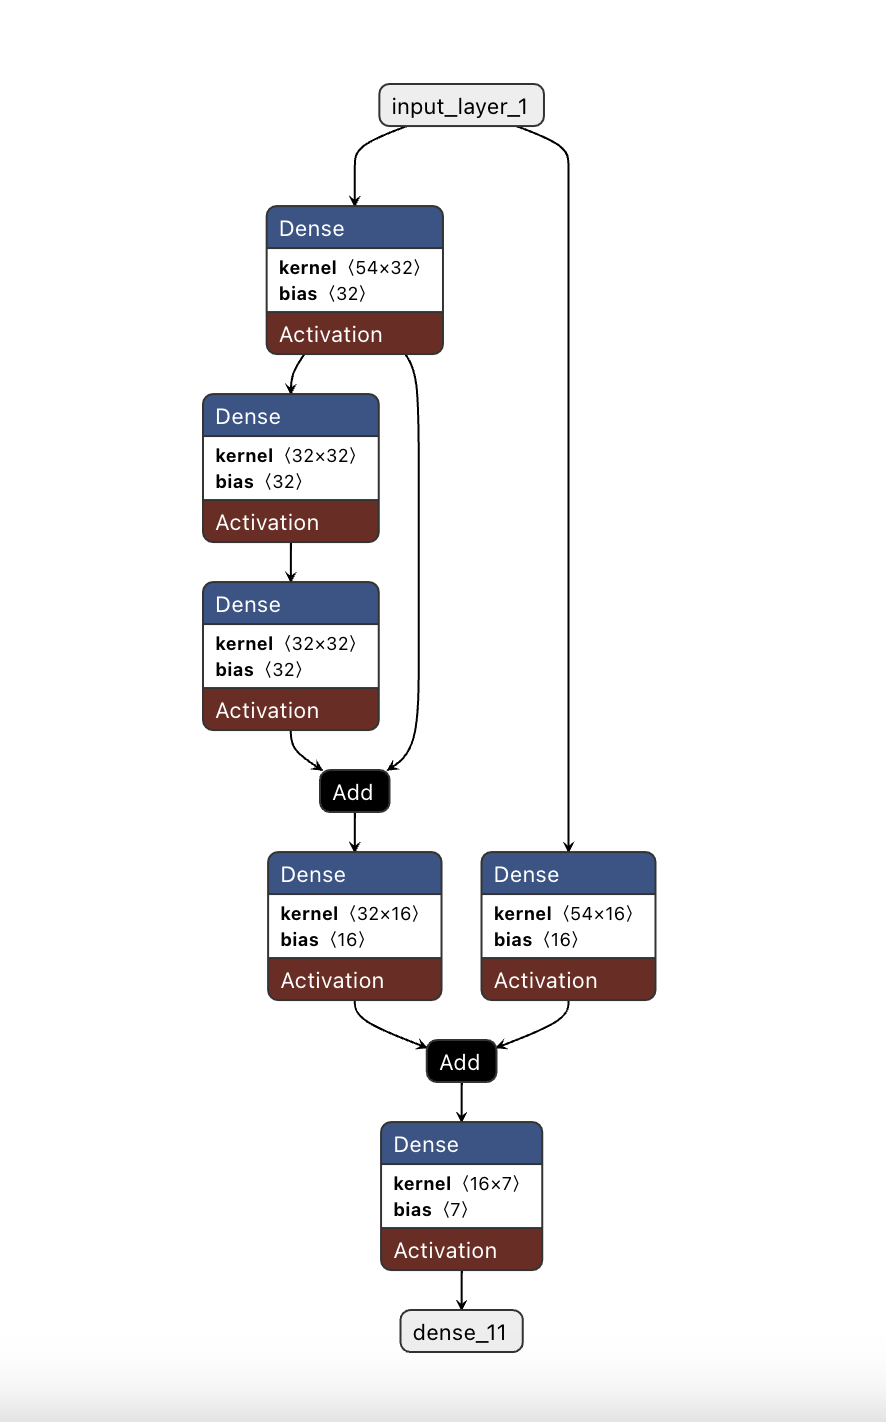 input_layer_1
Dense
kernel ⟨54×32⟩
bias ⟨32⟩
Activation
Dense
kernel ⟨32×32⟩
bias ⟨32⟩
Activation
Dense
kernel ⟨32×32⟩
bias ⟨32⟩
Activation
Add
Dense
kernel ⟨32×16⟩
bias ⟨16⟩
Activation
Dense
kernel ⟨54×16⟩
bias ⟨16⟩
Activation
Add
Dense
kernel ⟨16×7⟩
bias ⟨7⟩
Activation
dense_11